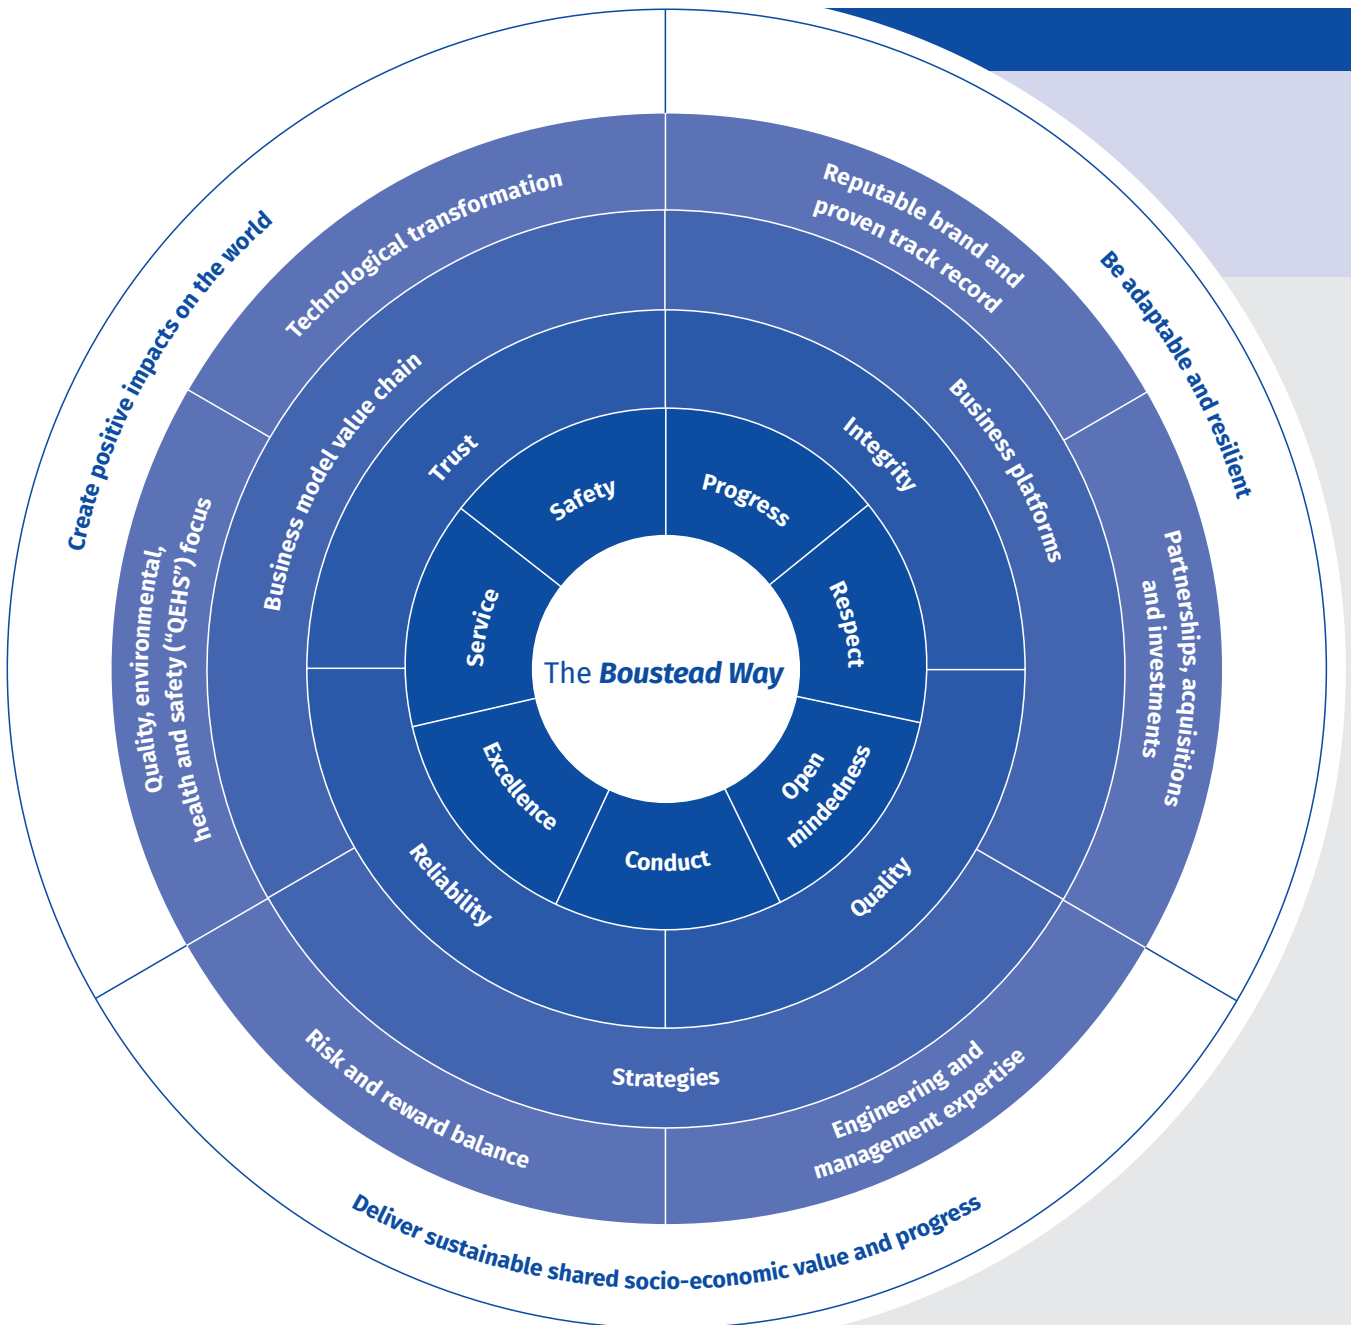 The Boustead Way
Progress
Respect
Open
mindedness
Conduct
Excellence
Service
Safety
Integrity
Quality
Reliability
Trust
Business platforms
Strategies
Business model value chain
Reputable brand and
proven track record
Partnerships, acquisitions
and investments
Engineering and
management expertise
Risk and reward balance
Quality, environmental,
health and safety (“QEHS”) focus
Technological transformation
Be adaptable and resilient
Deliver sustainable shared socio-economic value and progress
Create positive impacts on the world